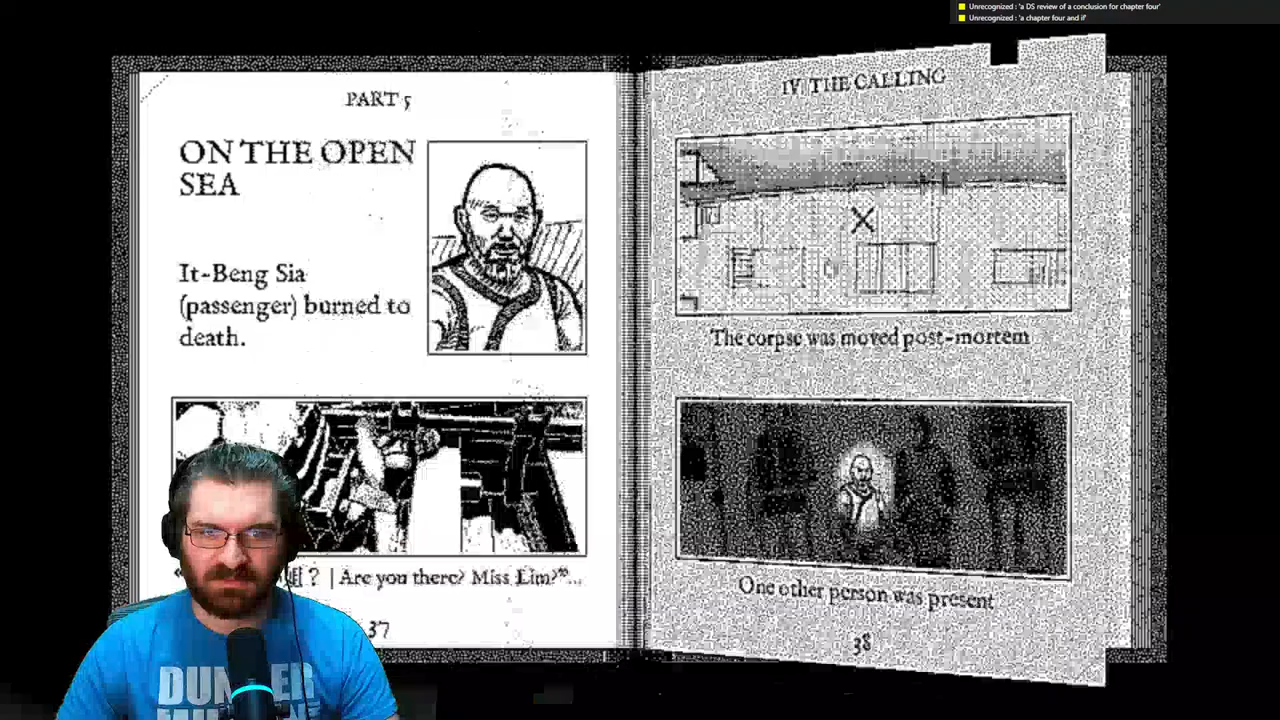 Unrecognized : 'a DS review of a conclusion for chapter four'
Unrecognized : 'a chapter four and if'
PART 5
ON THE OPEN
SEA
It-Beng Sia
(passenger) burned to
death.
? | Are you there? Miss Lim?"...
37
IV. THE CALLING
The corpse was moved post-mortem
One other person was present
38